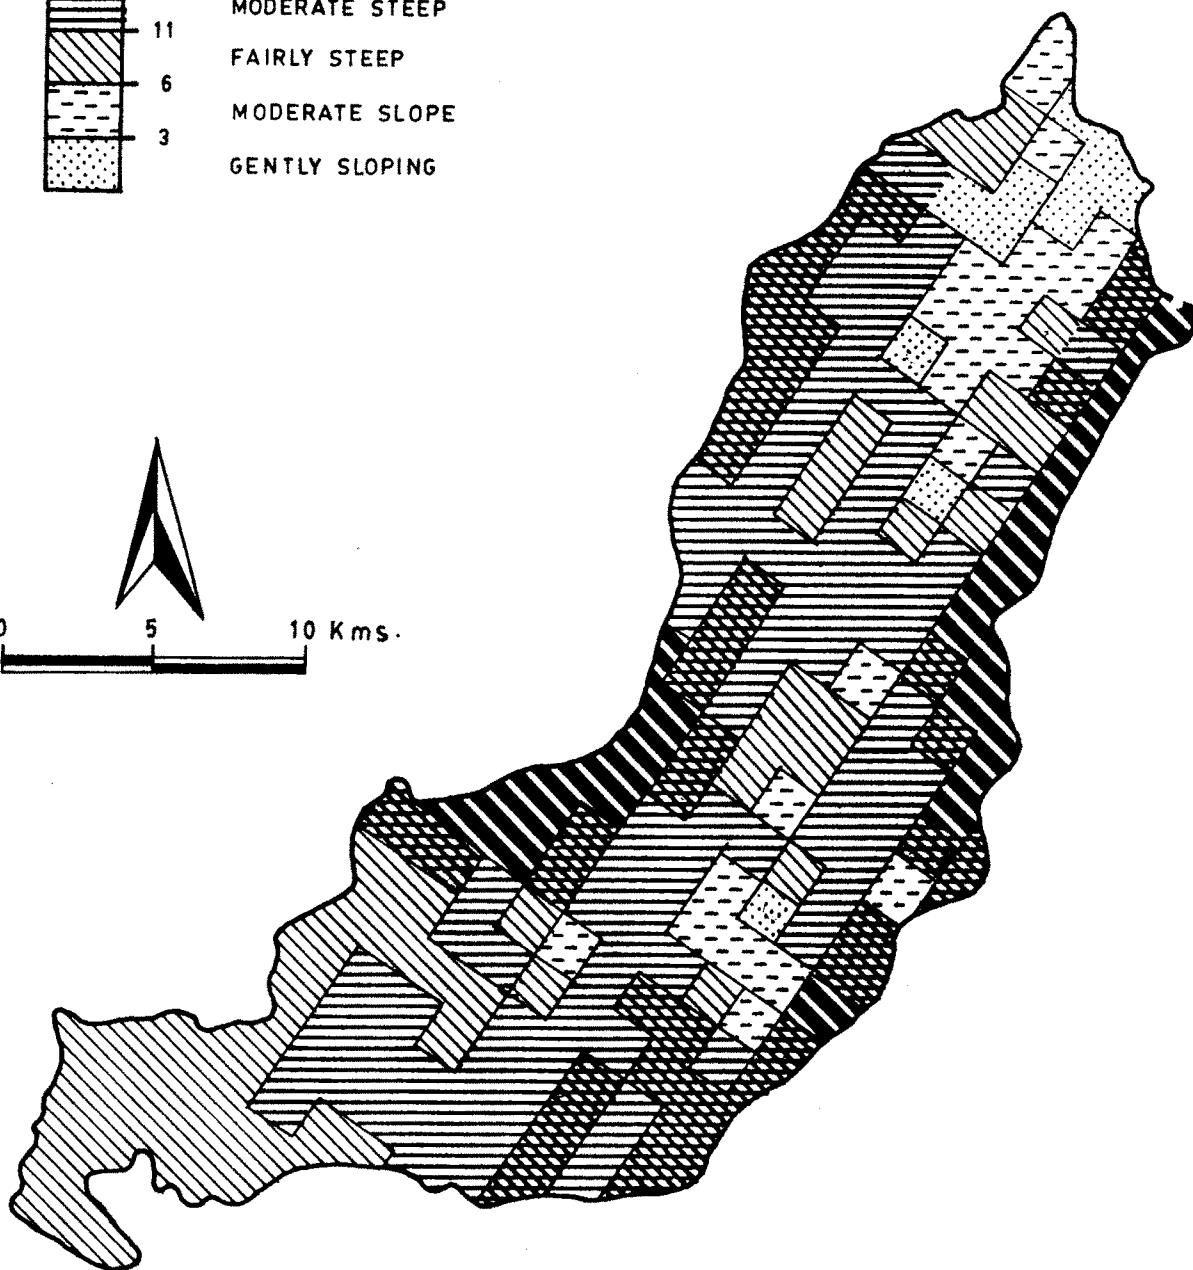 MODERATE STEEP
11
FAIRLY STEEP
6
MODERATE SLOPE
3
GENTLY SLOPING
0 5 10 Kms.